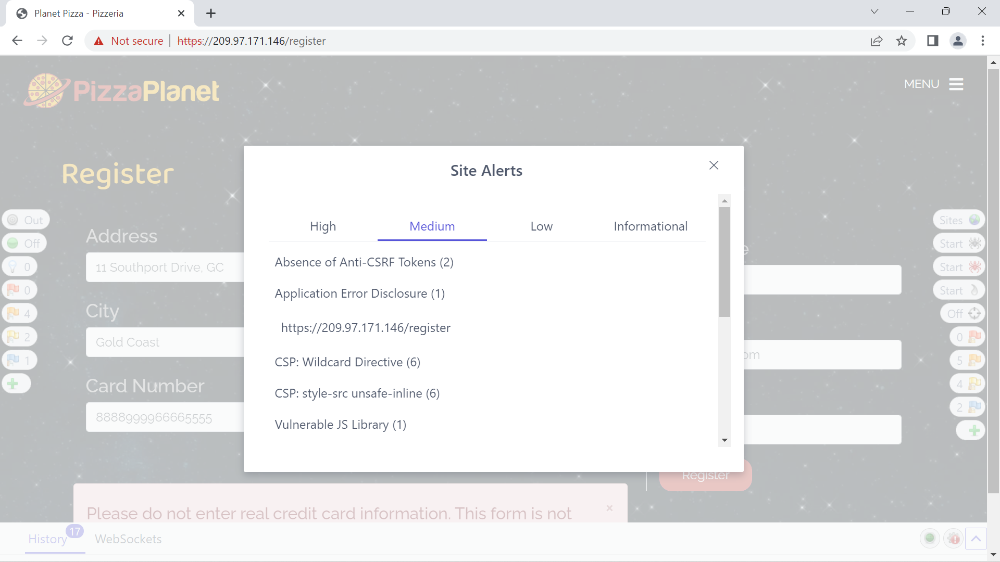 Planet Pizza - Pizzeria
Not secure
https://209.97.171.146/register
PizzaPlanet
MENU
Register
Site Alerts
High
Medium
Low
Informational
Absence of Anti-CSRF Tokens (2)
Application Error Disclosure (1)
https://209.97.171.146/register
CSP: Wildcard Directive (6)
CSP: style-src unsafe-inline (6)
Vulnerable JS Library (1)
Out
Off
0
0
4
2
1
Address
11 Southport Drive, GC
City
Gold Coast
Card Number
8888999966665555
e
om
Register
Sites
Start
Start
Start
Off
0
5
4
2
Please do not enter real credit card information. This form is not
×
History
17
WebSockets